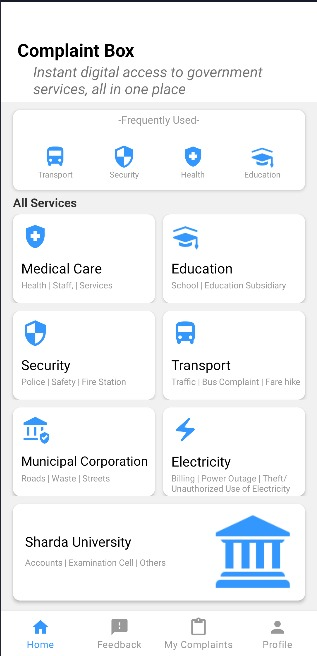 Complaint Box
Instant digital access to government
services, all in one place
-Frequently Used-
Transport Security Health Education
All Services
Medical Care
Health | Staff, | Services
Education
School | Education Subsidiary
Security
Police | Safety | Fire Station
Transport
Traffic | Bus Complaint | Fare hike
Municipal Corporation
Roads | Waste | Streets
Electricity
Billing | Power Outage | Theft/
Unauthorized Use of Electricity
Sharda University
Accounts | Examination Cell | Others
Home Feedback My Complaints Profile